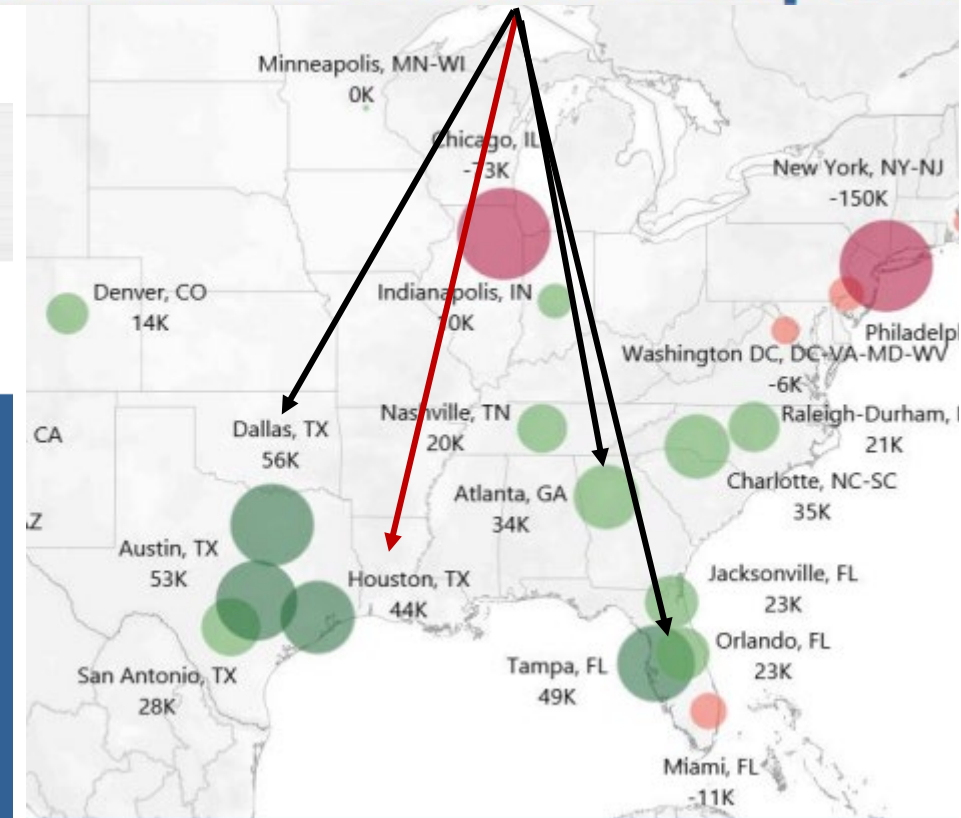 Minneapolis, MN-WI
0K
Chicago, IL
-73K
New York, NY-NJ
-150K
Denver, CO
14K
Indianapolis, IN
10K
Philadelp
Washington DC, DC-VA-MD-WV
-6K
Dallas, TX
56K
Nashville, TN
20K
Raleigh-Durham,
21K
CA
Charlotte, NC-SC
35K
Atlanta, GA
34K
AZ
Austin, TX
53K
Houston, TX
44K
Jacksonville, FL
23K
Orlando, FL
23K
Tampa, FL
49K
San Antonio, TX
28K
Miami, FL
-11K